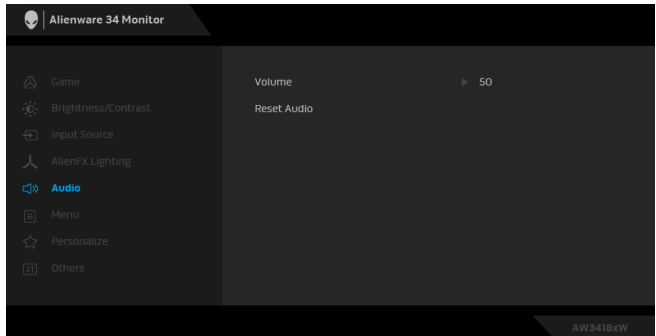 Alienware 34 Monitor
Game
Brightness/Contrast
Input Source
AlienFX Lighting
Audio
Menu
Personalize
Others
Volume 50
Reset Audio
AW3418xW